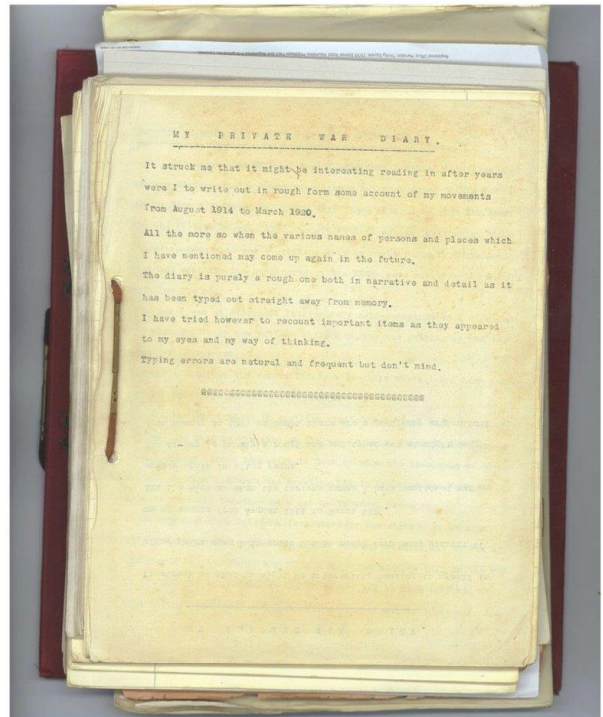 MY PRIVATE WAR DIARY.
It struck me that it might be interesting reading in after years
were I to write out in rough form some account of my movements
from August 1914 to March 1920.
All the more so when the various names of persons and places which
I have mentioned may come up again in the future.
The diary is purely a rough one both in narrative and detail as it
has been typed out straight away from memory.
I have tried however to recount important items as they appeared
to my eyes and my way of thinking.
Typing errors are natural and frequent but don't mind.
@@@@@@@@@@@@@@@@@@@@@@@@@@@@@@@@@@@@@@